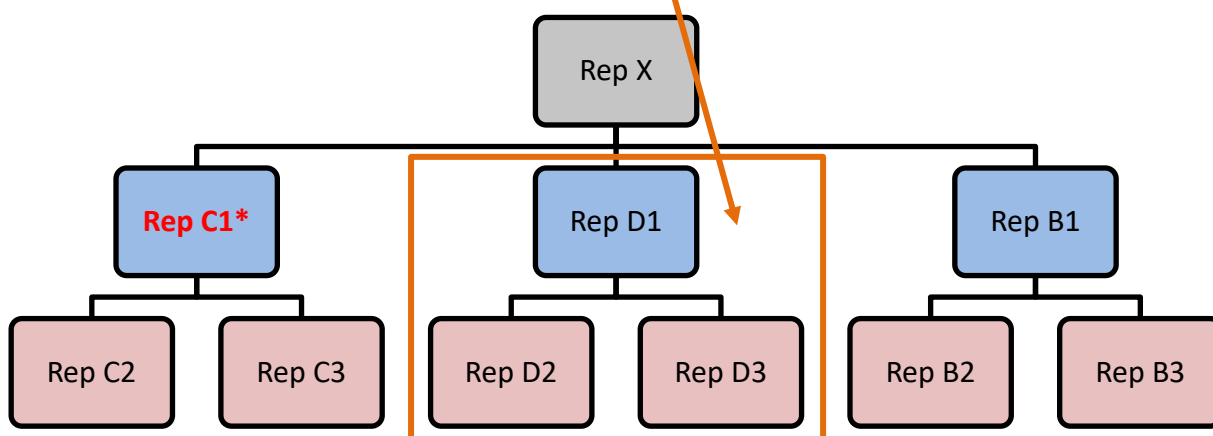 Rep X
Rep C1*
Rep D1
Rep B1
Rep C2
Rep C3
Rep D2
Rep D3
Rep B2
Rep B3